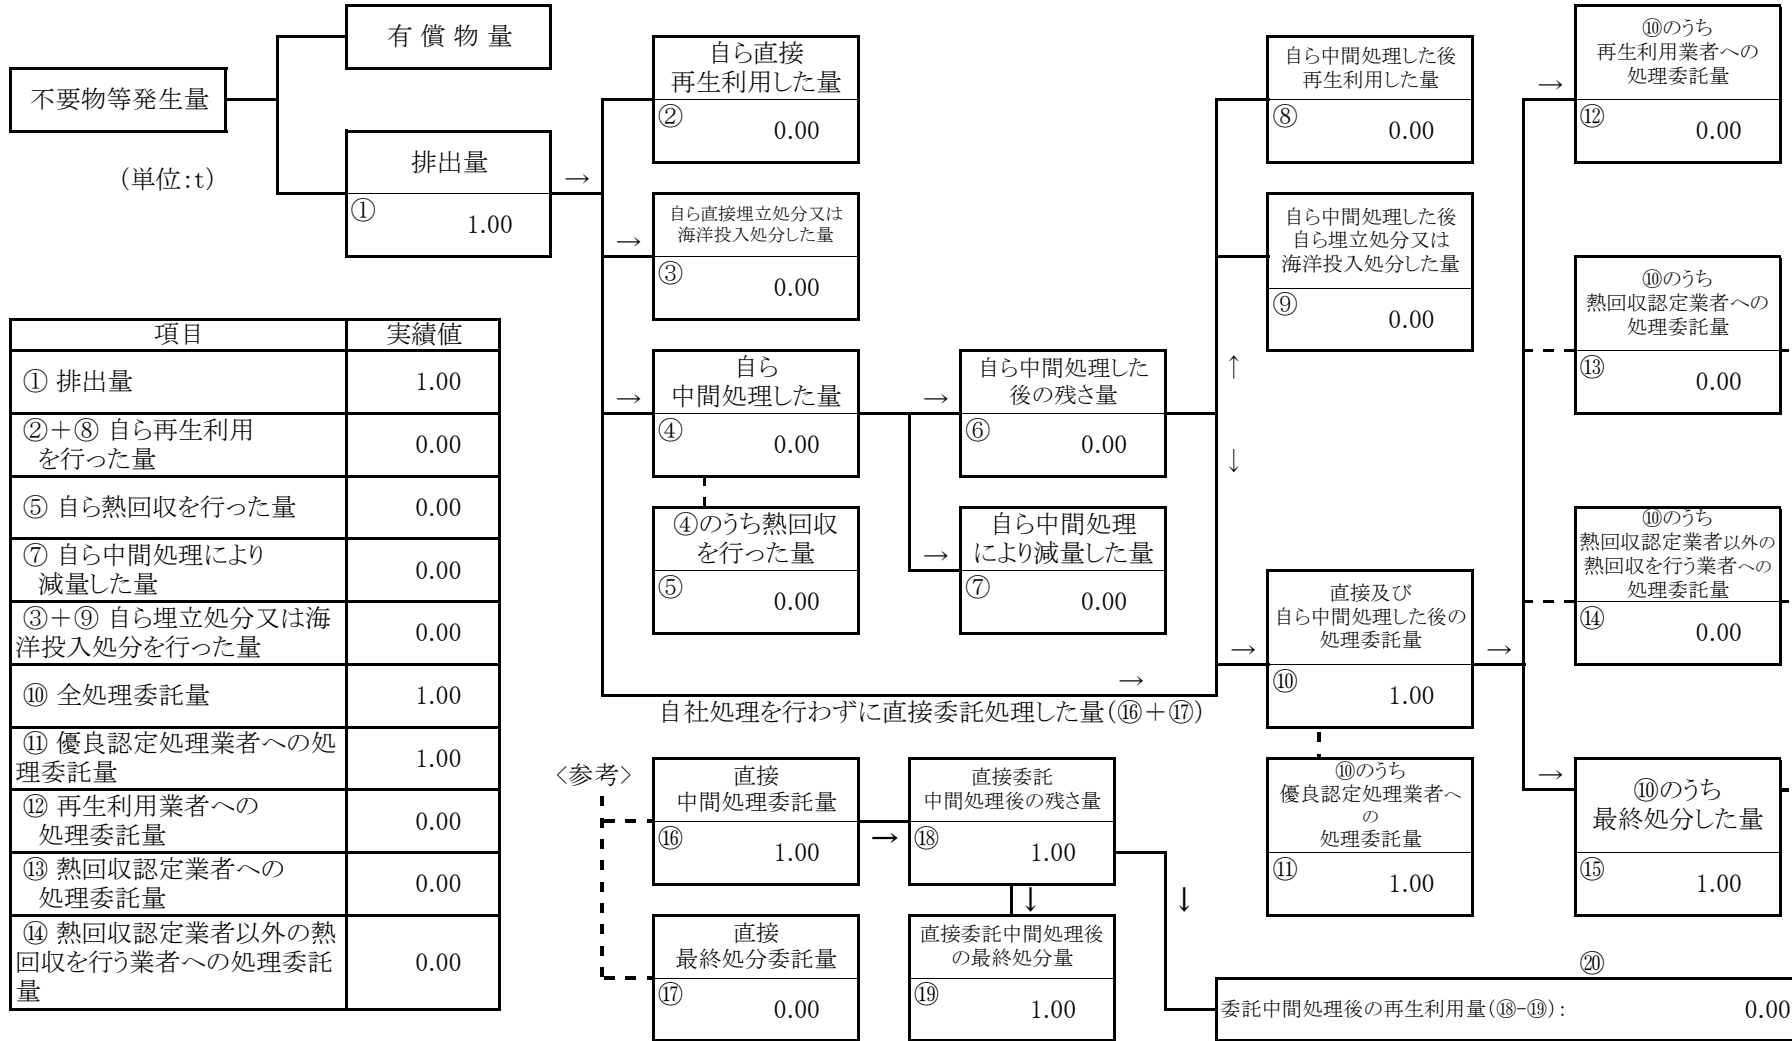 不要物等発生量
(単位:t)
有 償 物 量
排出量
① 1.00
→
自ら直接
再生利用した量
② 0.00
→
自ら直接埋立処分又は
海洋投入処分した量
③ 0.00
→
自ら
中間処理した量
④ 0.00
④のうち熱回収
を行った量
⑤ 0.00
→
自ら中間処理した
後の残さ量
⑥ 0.00
→
自ら中間処理
により減量した量
⑦ 0.00
↑
↓
自ら中間処理した後
再生利用した量
⑧ 0.00
自ら中間処理した後
自ら埋立処分又は
海洋投入処分した量
⑨ 0.00
→
自社処理を行わずに直接委託処理した量(⑯+⑰)
→
直接及び
自ら中間処理した後の
処理委託量
⑩ 1.00
⑩のうち
優良認定処理業者へ
の
処理委託量
⑪ 1.00
→
→
⑩のうち
再生利用業者への
処理委託量
⑫ 0.00
⑩のうち
熱回収認定業者への
処理委託量
⑬ 0.00
⑩のうち
熱回収認定業者以外の
熱回収を行う業者への
処理委託量
⑭ 0.00
→
⑩のうち
最終処分した量
⑮ 1.00
項目 実績値
① 排出量 1.00
②+⑧ 自ら再生利用
を行った量 0.00
⑤ 自ら熱回収を行った量 0.00
⑦ 自ら中間処理により
減量した量 0.00
③+⑨ 自ら埋立処分又は海
洋投入処分を行った量 0.00
⑩ 全処理委託量 1.00
⑪ 優良認定処理業者への処
理委託量 1.00
⑫ 再生利用業者への
処理委託量 0.00
⑬ 熱回収認定業者への
処理委託量 0.00
⑭ 熱回収認定業者以外の熱
回収を行う業者への処理委託
量 0.00
〈参考〉
直接
中間処理委託量
⑯ 1.00
→
直接委託
中間処理後の残さ量
⑱ 1.00
↓
↓
直接
最終処分委託量
⑰ 0.00
直接委託中間処理後
の最終処分量
⑲ 1.00
⑳
委託中間処理後の再生利用量(⑱-⑲): 0.00